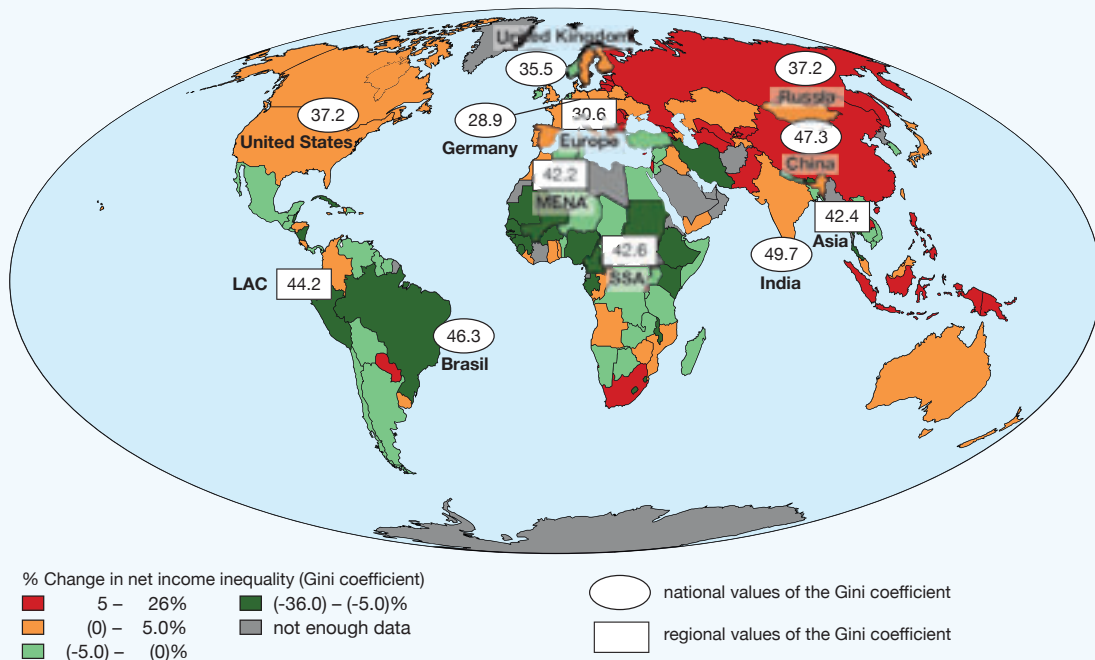 United Kingdom
35.5
37.2
Russia
37.2
United States
28.9
Germany
30.6
Europe
47.3
China
42.2
MENA
42.4
Asia
42.6
SSA
49.7
India
LAC
44.2
46.3
Brasil
% Change in net income inequality (Gini coefficient)
5 – 26%
(0) – 5.0%
(-5.0) – (0)%
(-36.0) – (-5.0)%
not enough data
national values of the Gini coefficient
regional values of the Gini coefficient